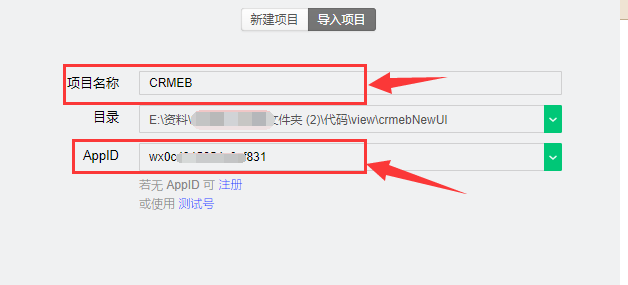 新建项目 导入项目
项目名称 CRMEB
目录 E:\资料\ 文件夹 (2)\代码\view\crmebNewUI
AppID wx0c f831
若无 AppID 可 注册
或使用 测试号